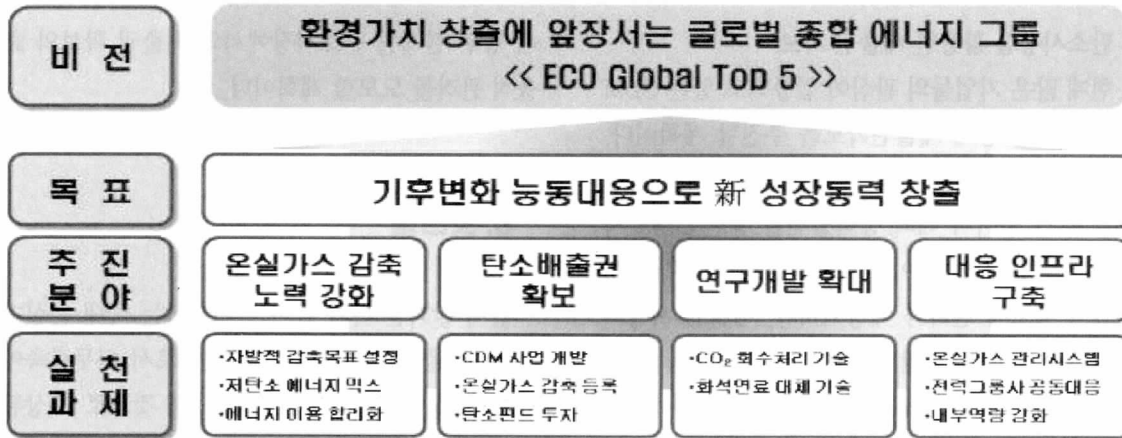 비 전
환경가치 창출에 앞장서는 글로벌 종합 에너지 그룹
<< ECO Global Top 5 >>
목 표
기후변화 능동대응으로 新 성장동력 창출
추 진
분 야
온실가스 감축
노력 강화
탄소배출권
확보
연구개발 확대
대응 인프라
구축
실 천
과 제
·자발적 감축목표 설정
·저탄소 에너지 믹스
·에너지 이용 합리화
·CDM 사업 개발
·온실가스 감축 등록
·탄소펀드 투자
·CO₂ 회수처리 기술
·화석연료 대체 기술
·온실가스 관리시스템
·전력그룹사 공동대응
·내부역량 강화